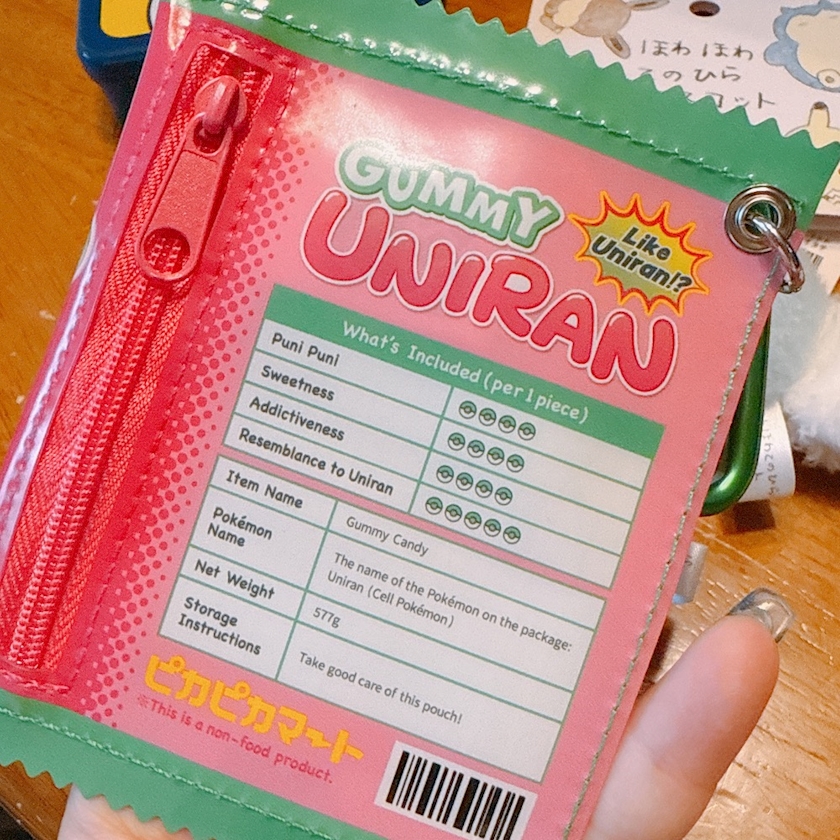 ほわ ほわ
のひら
コット
GUMMY
UNIRAN
Like
Uniran!?
What's Included (per 1 piece)
Puni Puni
Sweetness
Addictiveness
Resemblance to Uniran
Item Name
Gummy Candy
Pokémon
Name
The name of the Pokémon on the package:
Uniran (Cell Pokémon)
Net Weight
577g
Storage
Instructions
Take good care of this pouch!
ピカピカマート
※This is a non-food product.